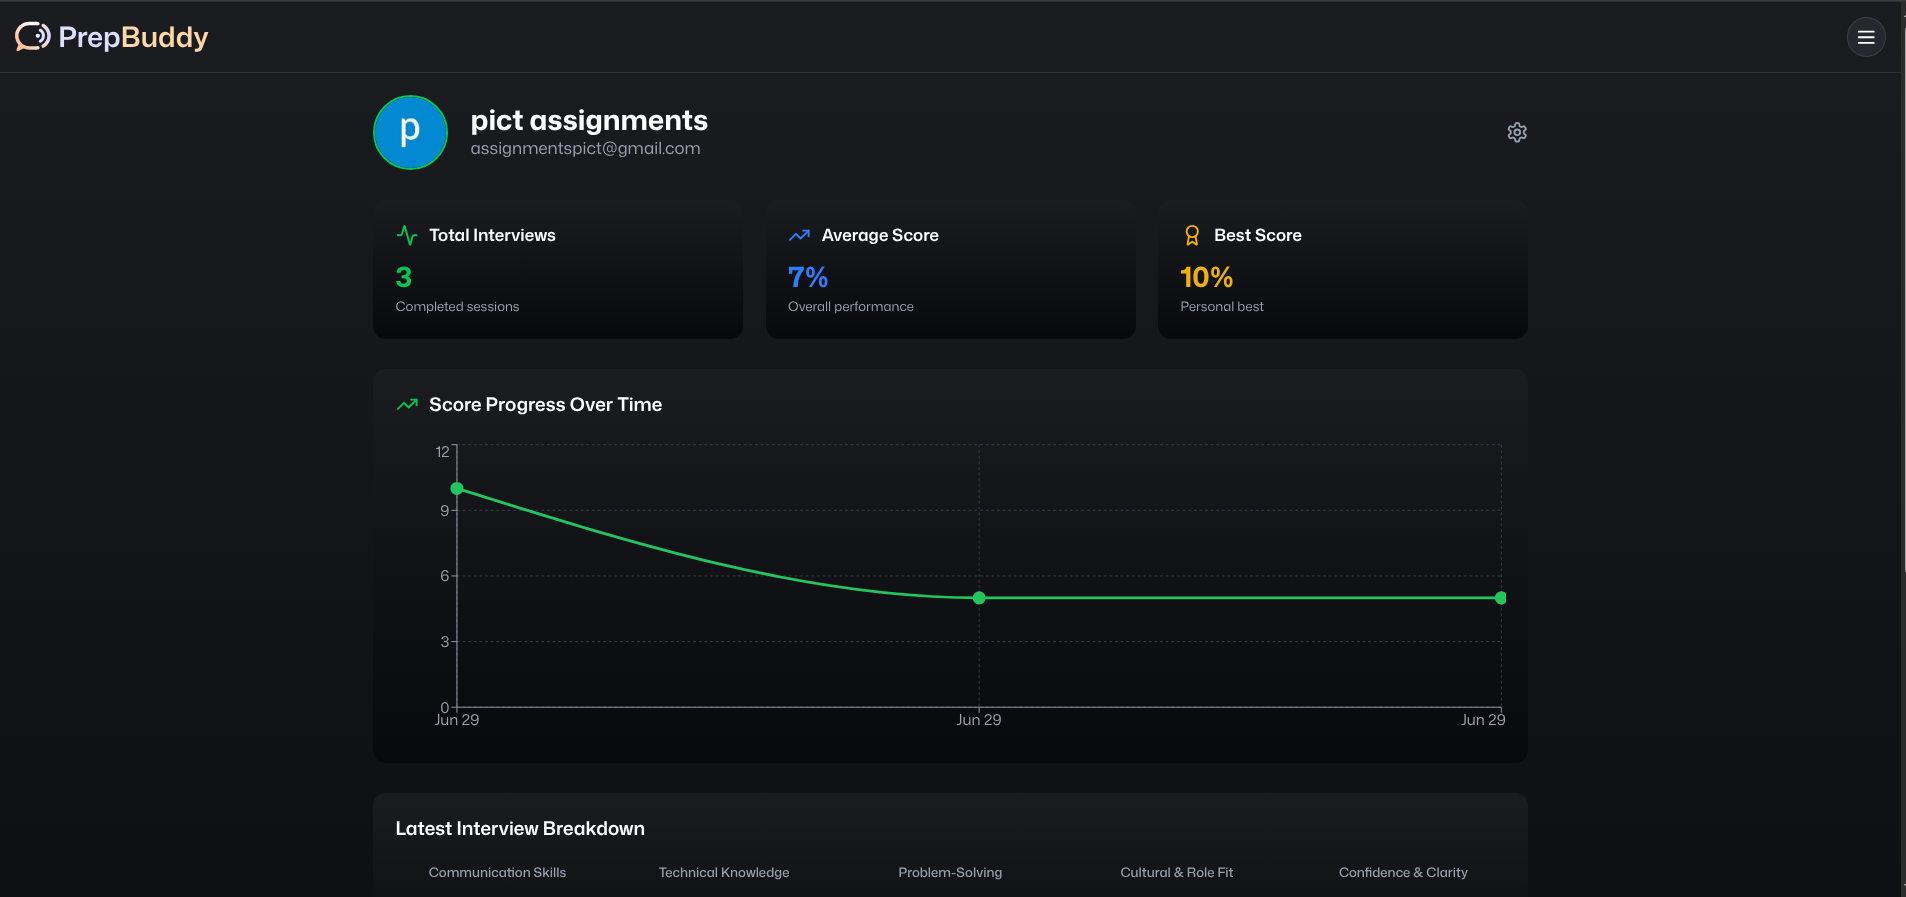 PrepBuddy
p
pict assignments
assignmentspict@gmail.com
Total Interviews
3
Completed sessions
Average Score
7%
Overall performance
Best Score
10%
Personal best
Score Progress Over Time
12
9
6
3
0
Jun 29 Jun 29 Jun 29
Latest Interview Breakdown
Communication Skills Technical Knowledge Problem-Solving Cultural & Role Fit Confidence & Clarity